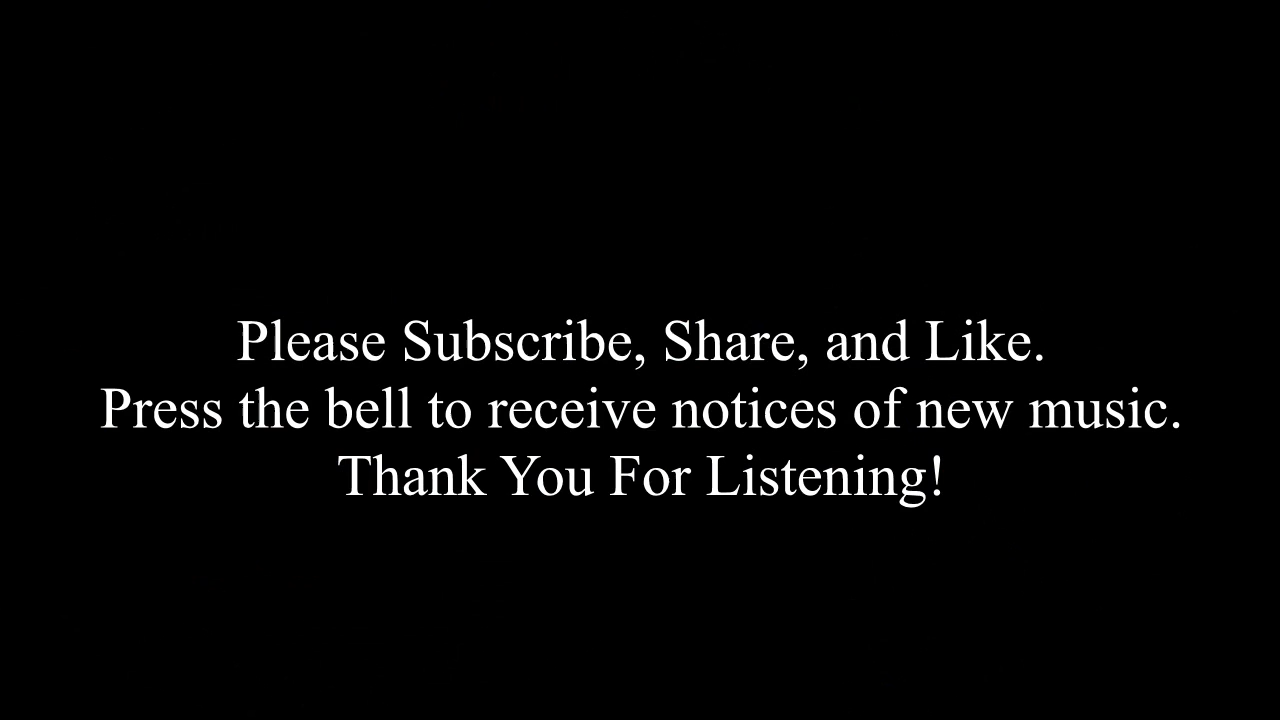 Please Subscribe, Share, and Like.
Press the bell to receive notices of new music.
Thank You For Listening!